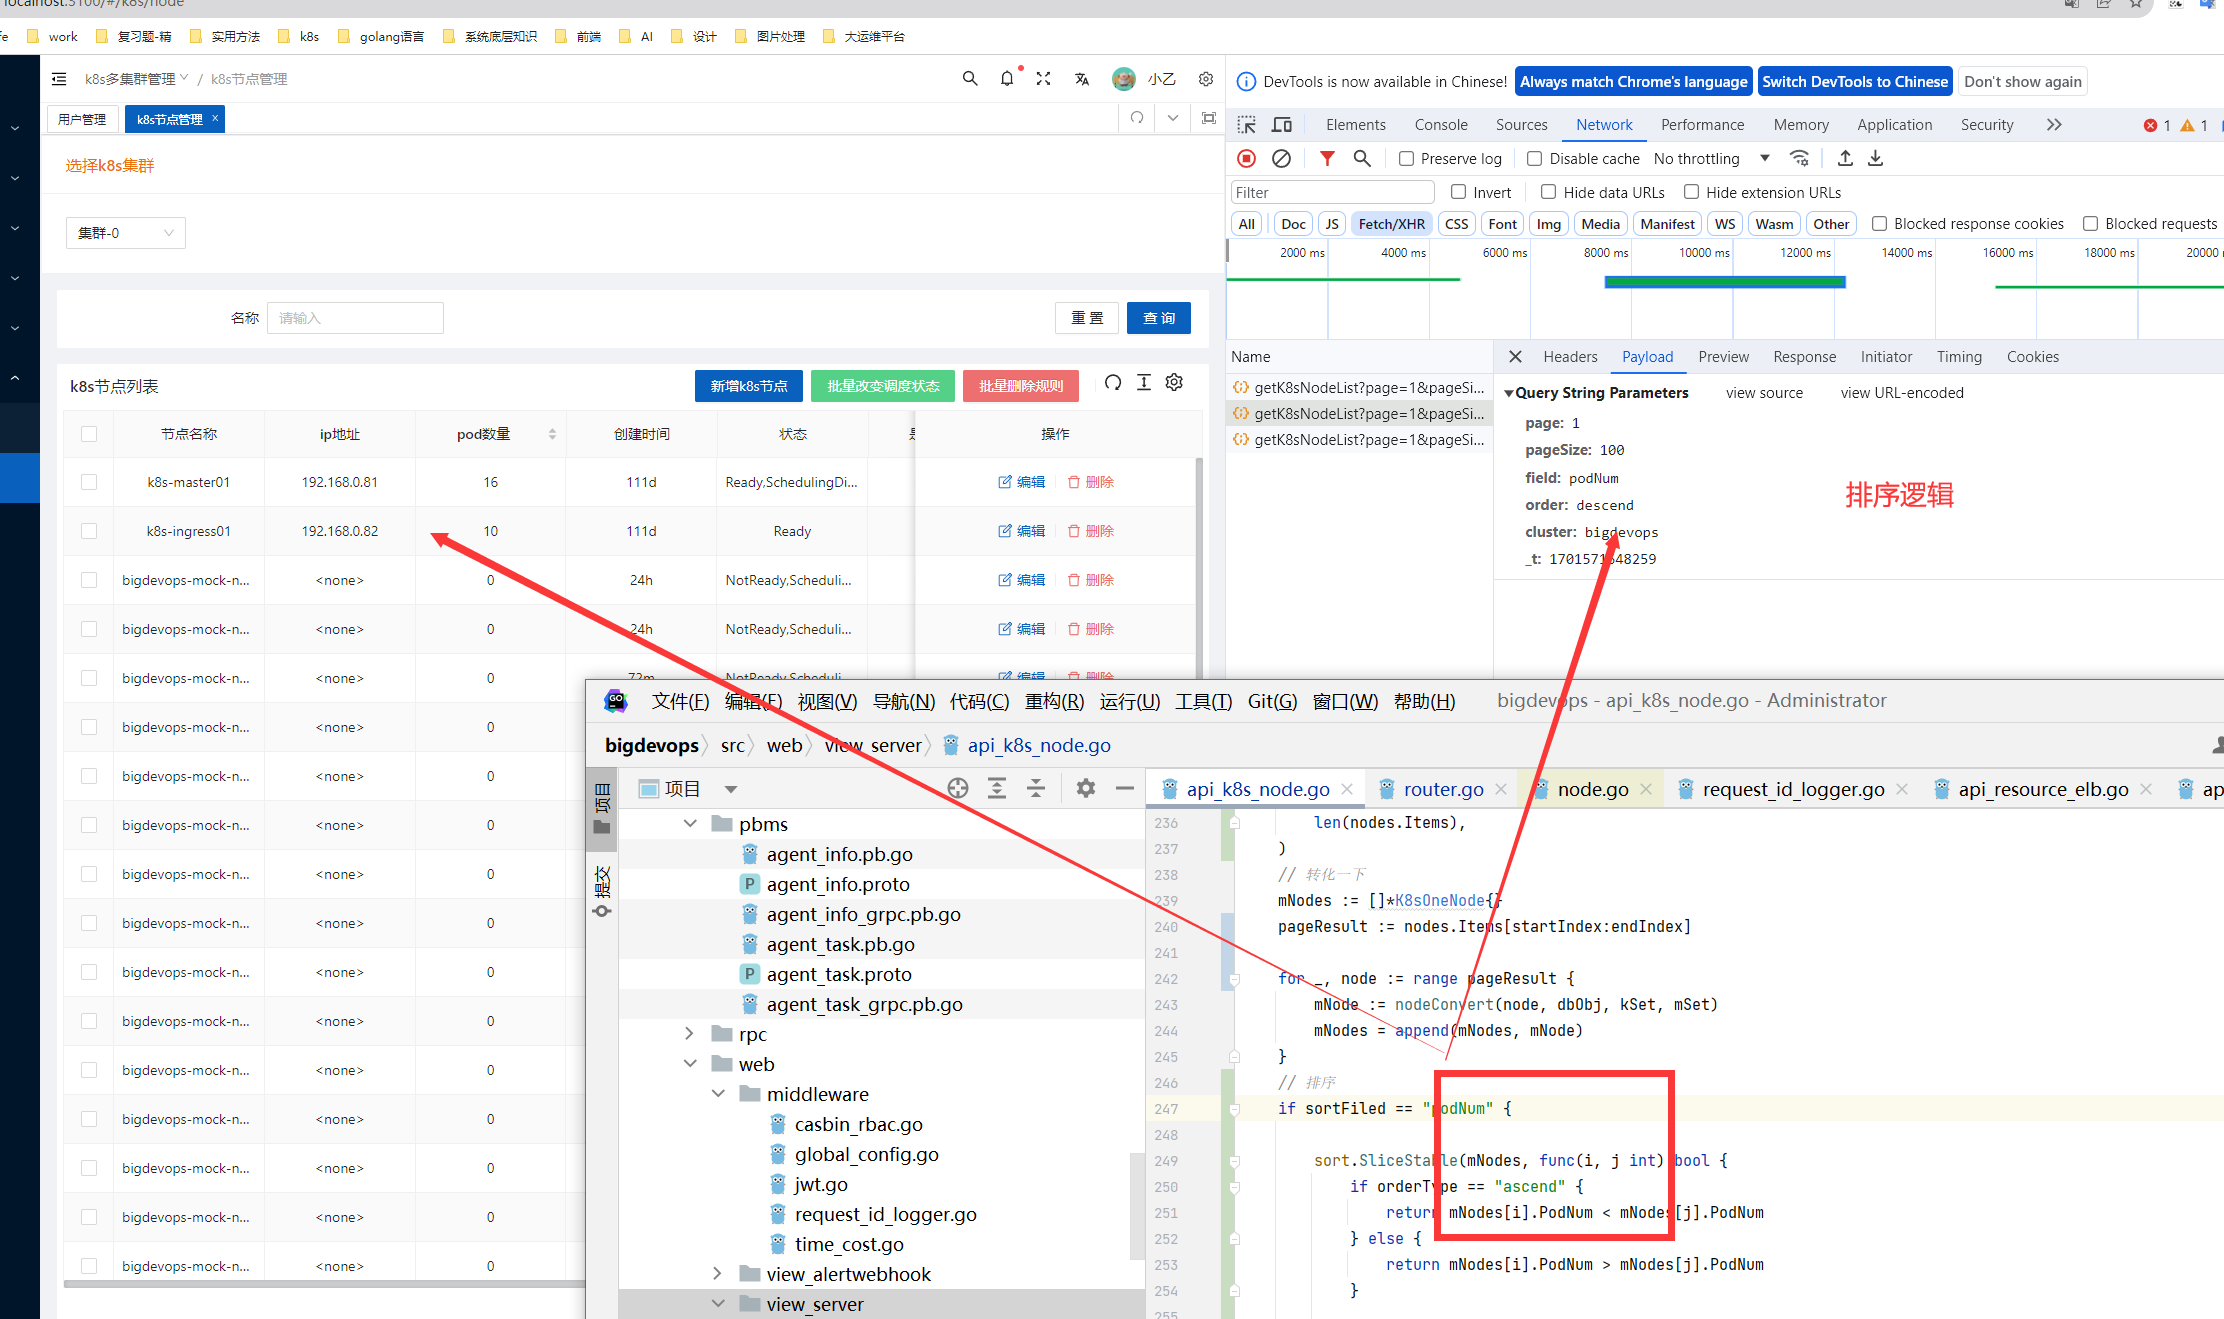 localhost:3100/#/k8s/node
work 复习题-精 实用方法 k8s golang语言 系统底层知识 前端 AI 设计 图片处理 大运维平台
k8s多集群管理 / k8s节点管理
小乙
用户管理
k8s节点管理 ×
选择k8s集群
集群-0
名称 请输入 重 置 查 询
k8s节点列表
新增k8s节点 批量改变调度状态 批量删除规则
节点名称 ip地址 pod数量 创建时间 状态 操作
k8s-master01 192.168.0.81 16 111d Ready,SchedulingDi... 编辑 删除
k8s-ingress01 192.168.0.82 10 111d Ready 编辑 删除
bigdevops-mock-n... <none> 0 24h NotReady,Scheduli... 编辑 删除
bigdevops-mock-n... <none> 0 24h NotReady,Scheduli... 编辑 删除
bigdevops-mock-n... <none> 0 72m NotReady,Scheduli... 编辑 删除
bigdevops-mock-n... <none> 0
bigdevops-mock-n... <none> 0
bigdevops-mock-n... <none> 0
bigdevops-mock-n... <none> 0
bigdevops-mock-n... <none> 0
bigdevops-mock-n... <none> 0
bigdevops-mock-n... <none> 0
bigdevops-mock-n... <none> 0
bigdevops-mock-n... <none> 0
bigdevops-mock-n... <none> 0
bigdevops-mock-n... <none> 0
bigdevops-mock-n... <none> 0
DevTools is now available in Chinese! Always match Chrome's language Switch DevTools to Chinese Don't show again
Elements Console Sources Network Performance Memory Application Security 1 1
Preserve log Disable cache No throttling
Filter Invert Hide data URLs Hide extension URLs
All Doc JS Fetch/XHR CSS Font Img Media Manifest WS Wasm Other Blocked response cookies Blocked requests
2000 ms 4000 ms 6000 ms 8000 ms 10000 ms 12000 ms 14000 ms 16000 ms 18000 ms 20000
Name
getK8sNodeList?page=1&pageSi...
getK8sNodeList?page=1&pageSi...
getK8sNodeList?page=1&pageSi...
Headers Payload Preview Response Initiator Timing Cookies
Query String Parameters view source view URL-encoded
page: 1
pageSize: 100
field: podNum
order: descend
cluster: bigdevops
_t: 1701571648259
排序逻辑
文件(F) 编辑(E) 视图(V) 导航(N) 代码(C) 重构(R) 运行(U) 工具(T) Git(G) 窗口(W) 帮助(H) bigdevops - api_k8s_node.go - Administrator
bigdevops src web view_server api_k8s_node.go
项目
提交
项目
pbms
agent_info.pb.go
agent_info.proto
agent_info_grpc.pb.go
agent_task.pb.go
agent_task.proto
agent_task_grpc.pb.go
rpc
web
middleware
casbin_rbac.go
global_config.go
jwt.go
request_id_logger.go
time_cost.go
view_alertwebhook
view_server
api_k8s_node.go router.go node.go request_id_logger.go api_resource_elb.go ap
236 len(nodes.Items),
237 )
238 // 转化一下
239 mNodes := []*K8sOneNode{}
240 pageResult := nodes.Items[startIndex:endIndex]
241
242 for _, node := range pageResult {
243 mNode := nodeConvert(node, dbObj, kSet, mSet)
244 mNodes = append(mNodes, mNode)
245 }
246 // 排序
247 if sortFiled == "podNum" {
248
249 sort.SliceStable(mNodes, func(i, j int) bool {
250 if orderType == "ascend" {
251 return mNodes[i].PodNum < mNodes[j].PodNum
252 } else {
253 return mNodes[i].PodNum > mNodes[j].PodNum
254 }
255